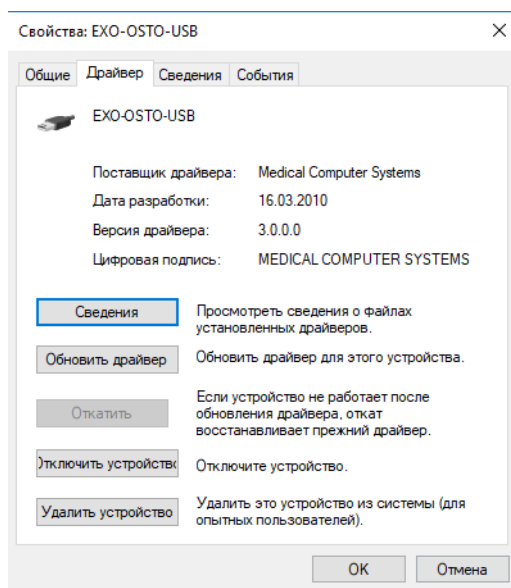 Свойства: EXO-OSTO-USB
Общие Драйвер Сведения События
EXO-OSTO-USB
Поставщик драйвера: Medical Computer Systems
Дата разработки: 16.03.2010
Версия драйвера: 3.0.0.0
Цифровая подпись: MEDICAL COMPUTER SYSTEMS
Сведения
Просмотреть сведения о файлах
установленных драйверов.
Обновить драйвер
Обновить драйвер для этого устройства.
Откатить
Если устройство не работает после
обновления драйвера, откат
восстанавливает прежний драйвер.
Отключить устройство
Отключите устройство.
Удалить устройство
Удалить это устройство из системы (для
опытных пользователей).
OK Отмена